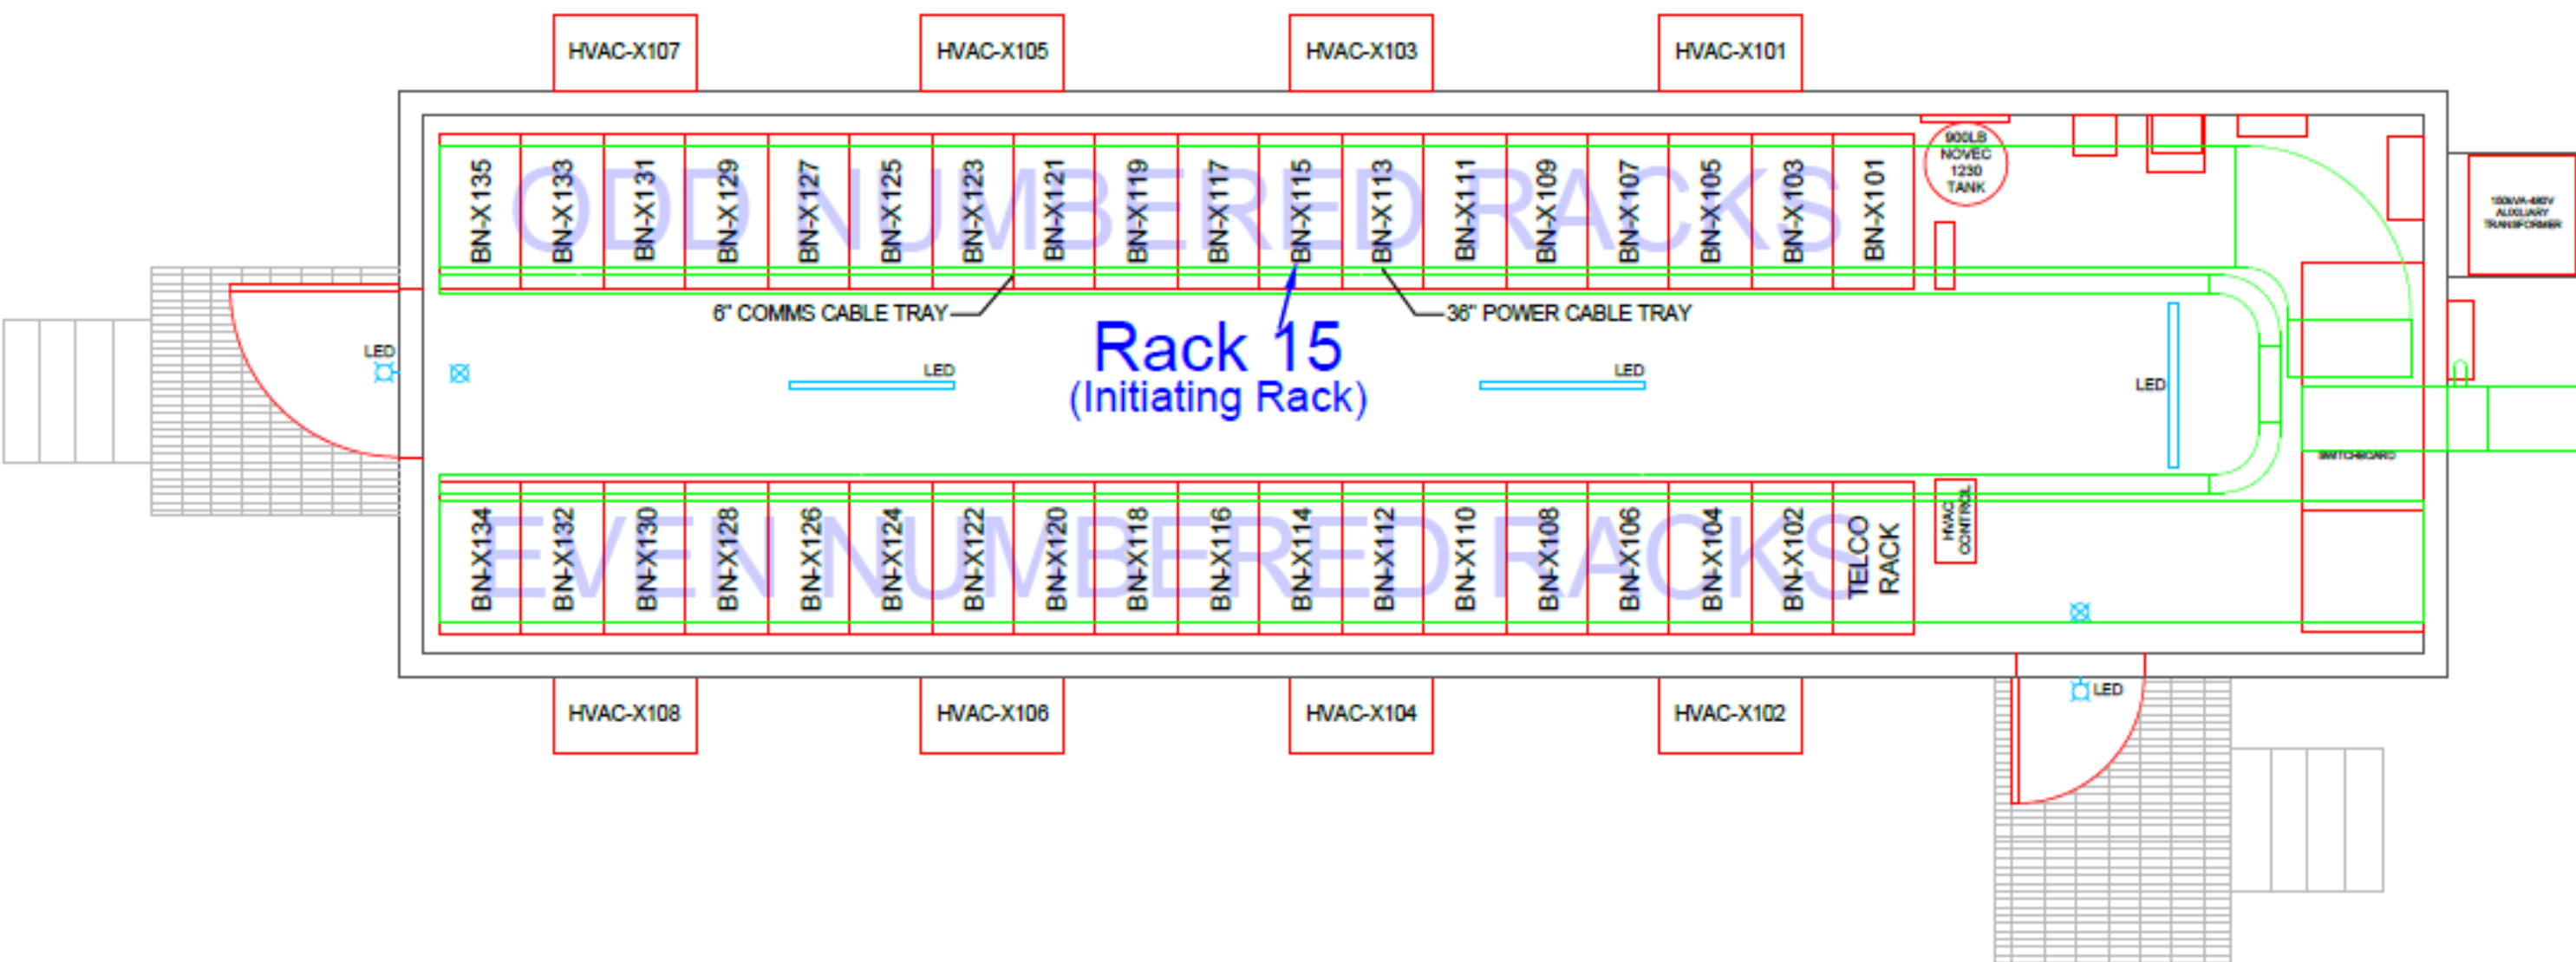 HVAC-X107
HVAC-X105
HVAC-X103
HVAC-X101
ODD NUMBERED RACKS
BN-X135
BN-X133
BN-X131
BN-X129
BN-X127
BN-X125
BN-X123
BN-X121
BN-X119
BN-X117
BN-X115
BN-X113
BN-X111
BN-X109
BN-X107
BN-X105
BN-X103
BN-X101
900LB
NOVEC
1230
TANK
AUXILIARY
TRANSFORMER
6" COMMS CABLE TRAY
36" POWER CABLE TRAY
Rack 15
(Initiating Rack)
LED
LED
LED
LED
SWITCHBOARD
EVEN NUMBERED RACKS
BN-X134
BN-X132
BN-X130
BN-X128
BN-X126
BN-X124
BN-X122
BN-X120
BN-X118
BN-X116
BN-X114
BN-X112
BN-X110
BN-X108
BN-X106
BN-X104
BN-X102
TELCO
RACK
HVAC
CONTROL
LED
HVAC-X108
HVAC-X106
HVAC-X104
HVAC-X102